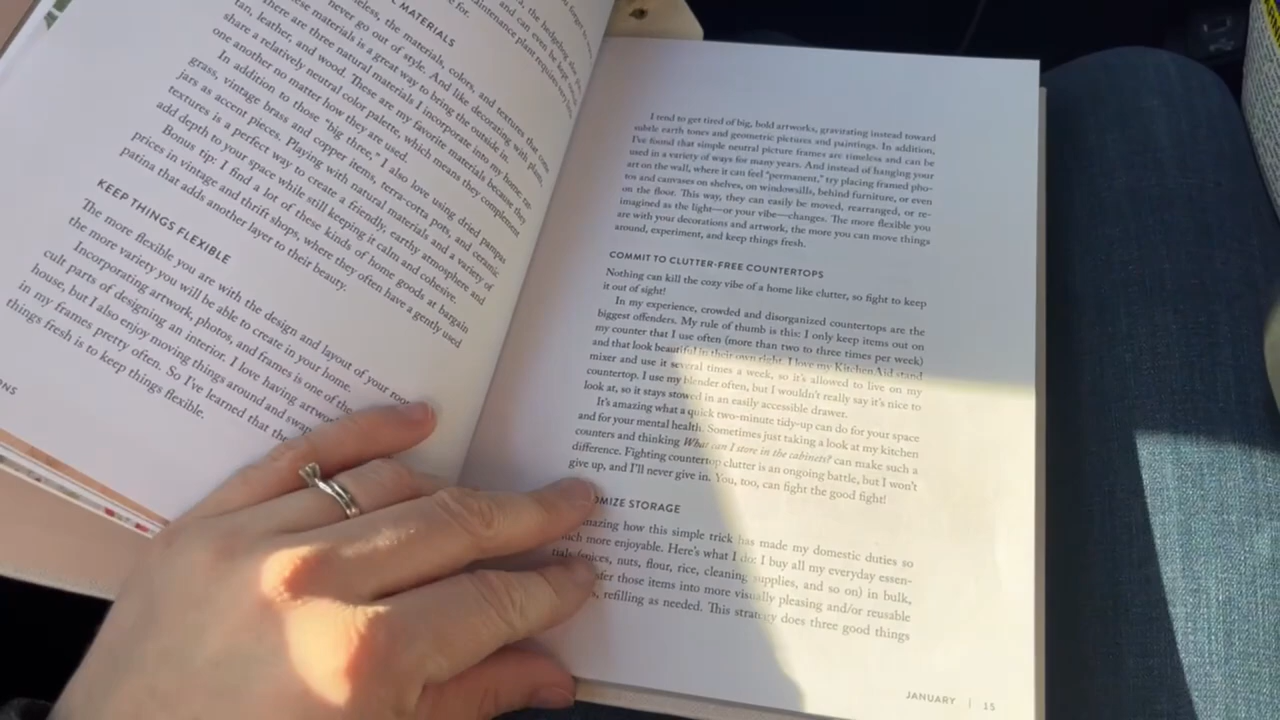 MATERIALS
never go out of style. And like decorating with plants,
these materials is a great way to bring the outside in.
there are three natural materials I incorporate into my home: rat-
tan, leather, and wood. These are my favorite materials because they
share a relatively neutral color palette, which means they complement
one another no matter how they are used.
In addition to those "big three," I also love using dried pampas
grass, vintage brass and copper items, terra-cotta pots, and ceramic
jars as accent pieces. Playing with natural materials and a variety of
textures is a perfect way to create a friendly, earthy atmosphere and
add depth to your space while still keeping it calm and cohesive.
Bonus tip: I find a lot of these kinds of home goods at bargain
prices in vintage and thrift shops, where they often have a gently used
patina that adds another layer to their beauty.
KEEP THINGS FLEXIBLE
The more flexible you are with the design and layout of your
the more variety you will be able to create in your home.
Incorporating artwork, photos, and frames is one of the
cult parts of designing an interior. I love having
house, but I also enjoy moving things around and
in my frames pretty often. So I've learned that
things fresh is to keep things flexible.
I tend to get tired of big, bold artworks, gravitating instead toward
subtle earth tones and geometric pictures and paintings. In addition,
I've found that simple neutral picture frames are timeless and can be
used in a variety of ways for many years. And instead of hanging your
art on the wall, where it can feel "permanent," try placing framed pho-
tos and canvases on shelves, on windowsills, behind furniture, or even
on the floor. This way, they can easily be moved, rearranged, or re-
imagined as the light—or your vibe—changes. The more flexible you
are with your decorations and artwork, the more you can move things
around, experiment, and keep things fresh.
COMMIT TO CLUTTER-FREE COUNTERTOPS
Nothing can kill the cozy vibe of a home like clutter, so fight to keep
it out of sight!
In my experience, crowded and disorganized countertops are the
biggest offenders. My rule of thumb is this: I only keep items out on
my counter that I use often (more than two to three times per week)
and that look beautiful in their own right. I love my KitchenAid stand
mixer and use it several times a week, so it's allowed to live on my
countertop. I use my blender often, but I wouldn't really say it's nice to
look at, so it stays stowed in an easily accessible drawer.
It's amazing what a quick two-minute tidy-up can do for your space
and for your mental health. Sometimes just taking a look at my kitchen
counters and thinking What can I store in the cabinets? can make such a
difference. Fighting countertop clutter is an ongoing battle, but I won't
give up, and I'll never give in. You, too, can fight the good fight!
OMIZE STORAGE
amazing how this simple trick has made my domestic duties so
much more enjoyable. Here's what I do: I buy all my everyday essen-
tials (spices, nuts, flour, rice, cleaning supplies, and so on) in bulk,
those items into more visually pleasing and/or reusable
refilling as needed. This strategy does three good things
JANUARY | 15